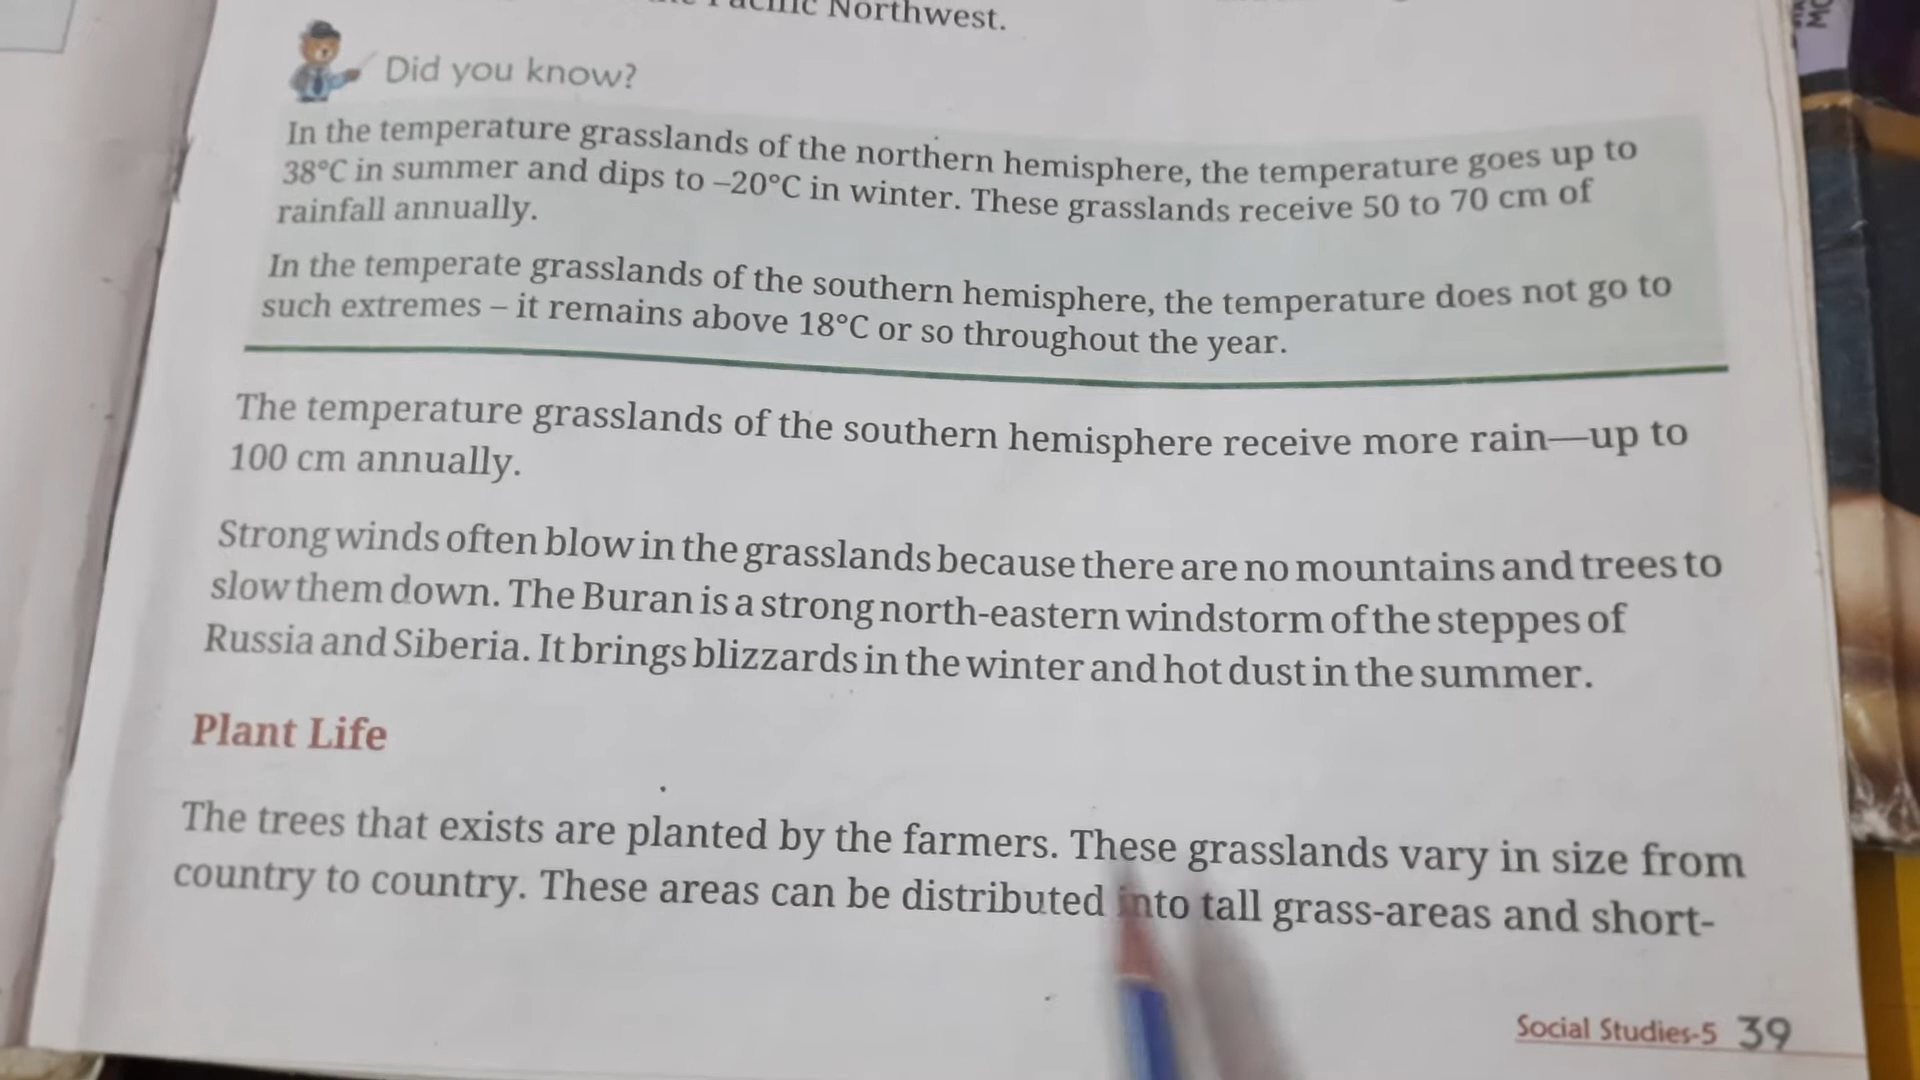 Pacific Northwest.
Did you know?
In the temperature grasslands of the northern hemisphere, the temperature goes up to
38°C in summer and dips to –20°C in winter. These grasslands receive 50 to 70 cm of
rainfall annually.
In the temperate grasslands of the southern hemisphere, the temperature does not go to
such extremes – it remains above 18°C or so throughout the year.
The temperature grasslands of the southern hemisphere receive more rain—up to
100 cm annually.
Strong winds often blow in the grasslands because there are no mountains and trees to
slow them down. The Buran is a strong north-eastern windstorm of the steppes of
Russia and Siberia. It brings blizzards in the winter and hot dust in the summer.
Plant Life
The trees that exists are planted by the farmers. These grasslands vary in size from
country to country. These areas can be distributed into tall grass-areas and short-
Social Studies-5 39